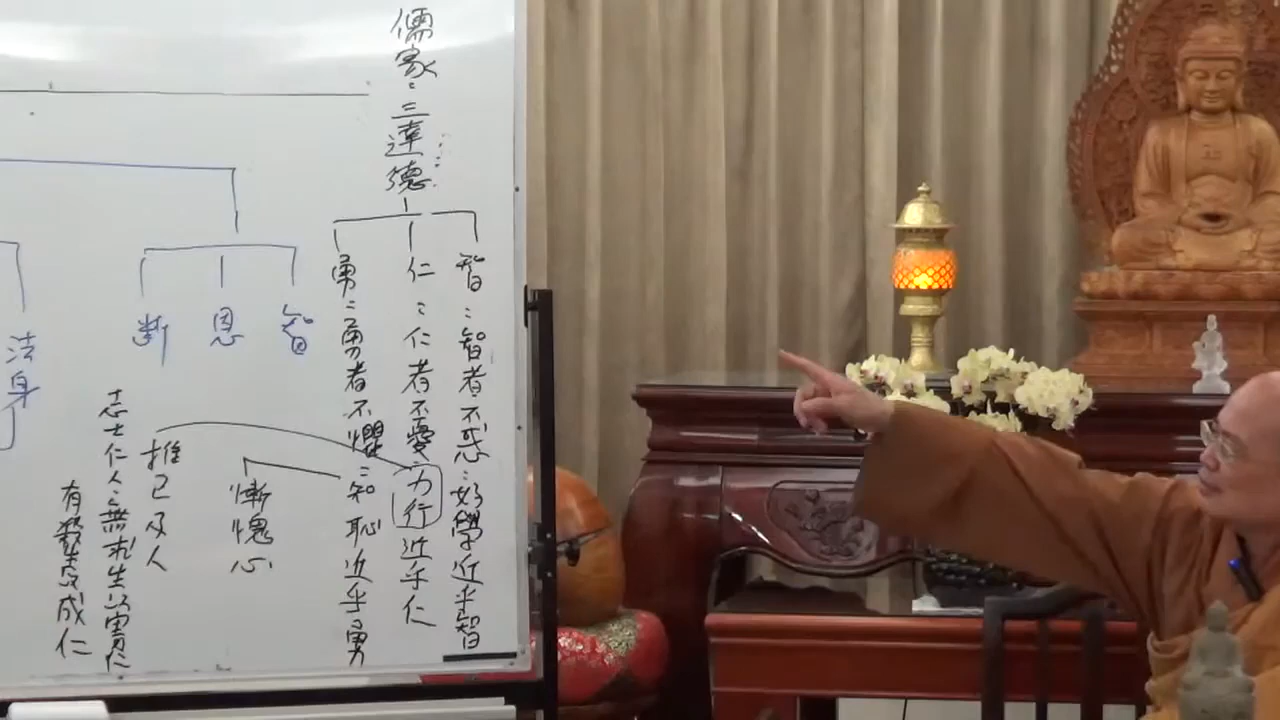 儒家：三達德
智：智者不惑：好學近乎智
仁：仁者不憂：力行近乎仁
勇：勇者不懼：知恥近乎勇
慚愧心
推己及人
志士仁人：無求生以害仁
有殺身成仁
智
恩
断
法身